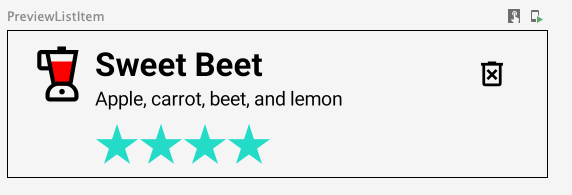 PreviewListItem
Sweet Beet
Apple, carrot, beet, and lemon